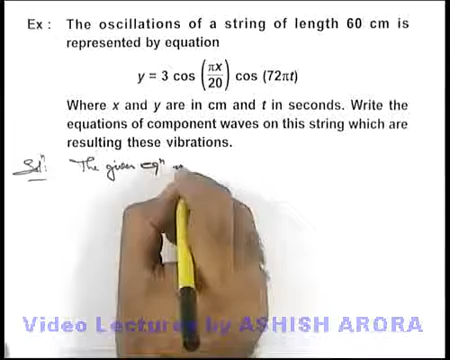 Ex : The oscillations of a string of length 60 cm is
represented by equation
y = 3 cos (πx/20) cos (72πt)
Where x and y are in cm and t in seconds. Write the
equations of component waves on this string which are
resulting these vibrations.
Solⁿ: The given eqⁿ
Video Lectures by ASHISH ARORA